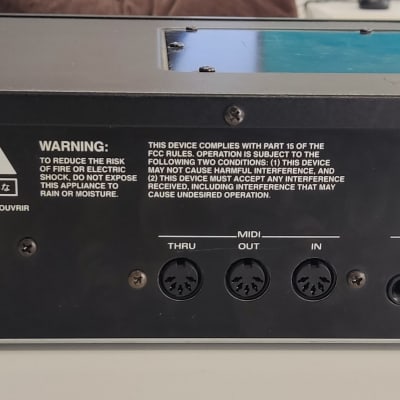 WARNING:
TO REDUCE THE RISK
OF FIRE OR ELECTRIC
SHOCK, DO NOT EXPOSE
THIS APPLIANCE TO
RAIN OR MOISTURE.
THIS DEVICE COMPLIES WITH PART 15 OF THE
FCC RULES. OPERATION IS SUBJECT TO THE
FOLLOWING TWO CONDITIONS: (1) THIS DEVICE
MAY NOT CAUSE HARMFUL INTERFERENCE, AND
(2) THIS DEVICE MUST ACCEPT ANY INTERFERENCE
RECEIVED, INCLUDING INTERFERENCE THAT MAY
CAUSE UNDESIRED OPERATION.
な
OUVRIR
MIDI
THRU OUT IN